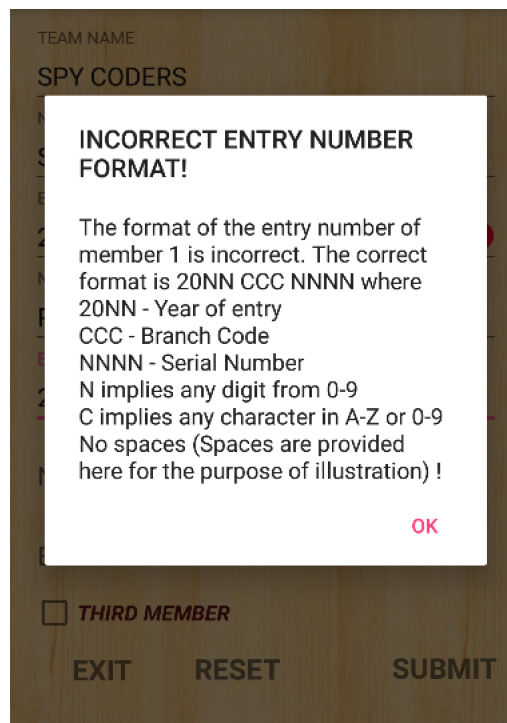 TEAM NAME
SPY CODERS
INCORRECT ENTRY NUMBER
FORMAT!
The format of the entry number of
member 1 is incorrect. The correct
format is 20NN CCC NNNN where
20NN - Year of entry
CCC - Branch Code
NNNN - Serial Number
N implies any digit from 0-9
C implies any character in A-Z or 0-9
No spaces (Spaces are provided
here for the purpose of illustration) !
OK
THIRD MEMBER
EXIT RESET SUBMIT